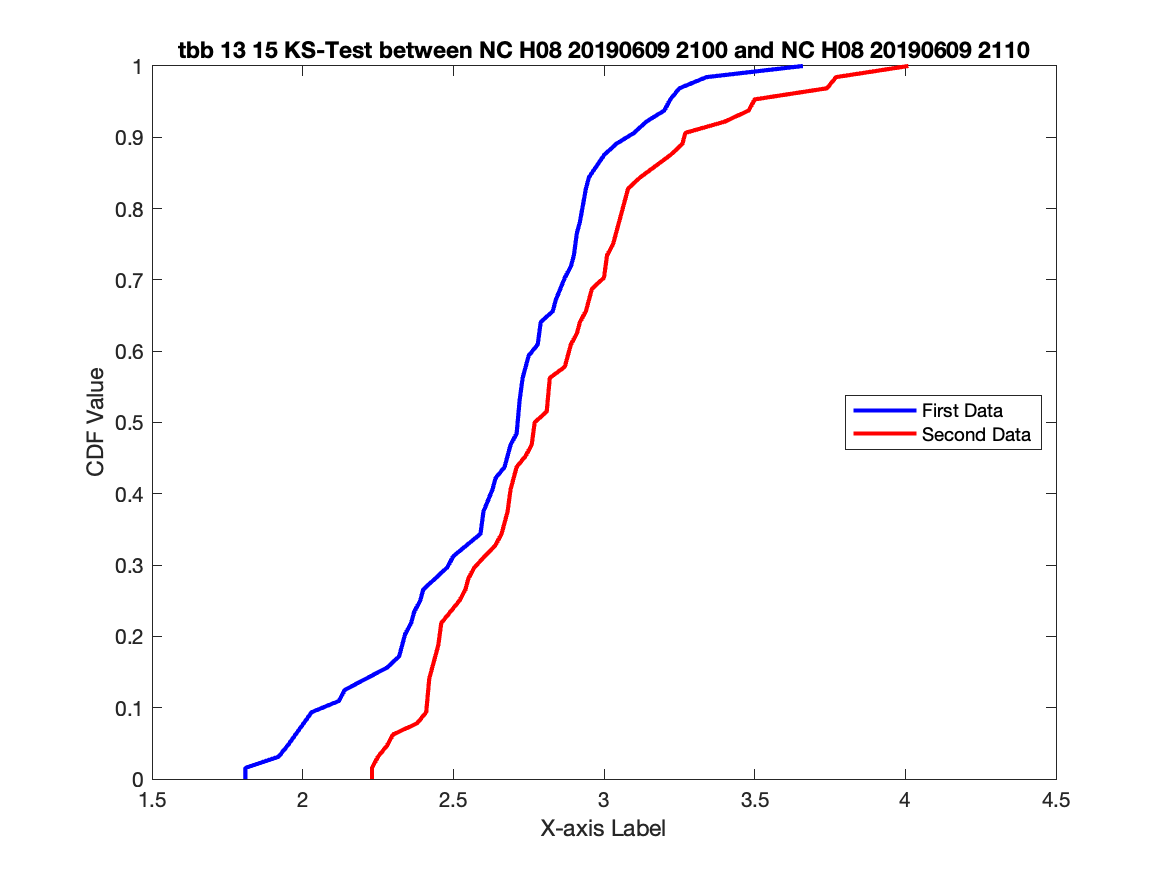 tbb 13 15 KS-Test between NC H08 20190609 2100 and NC H08 20190609 2110
1
0.9
0.8
0.7
0.6
0.5
0.4
0.3
0.2
0.1
0
CDF Value
First Data
Second Data
1.5 2 2.5 3 3.5 4 4.5
X-axis Label